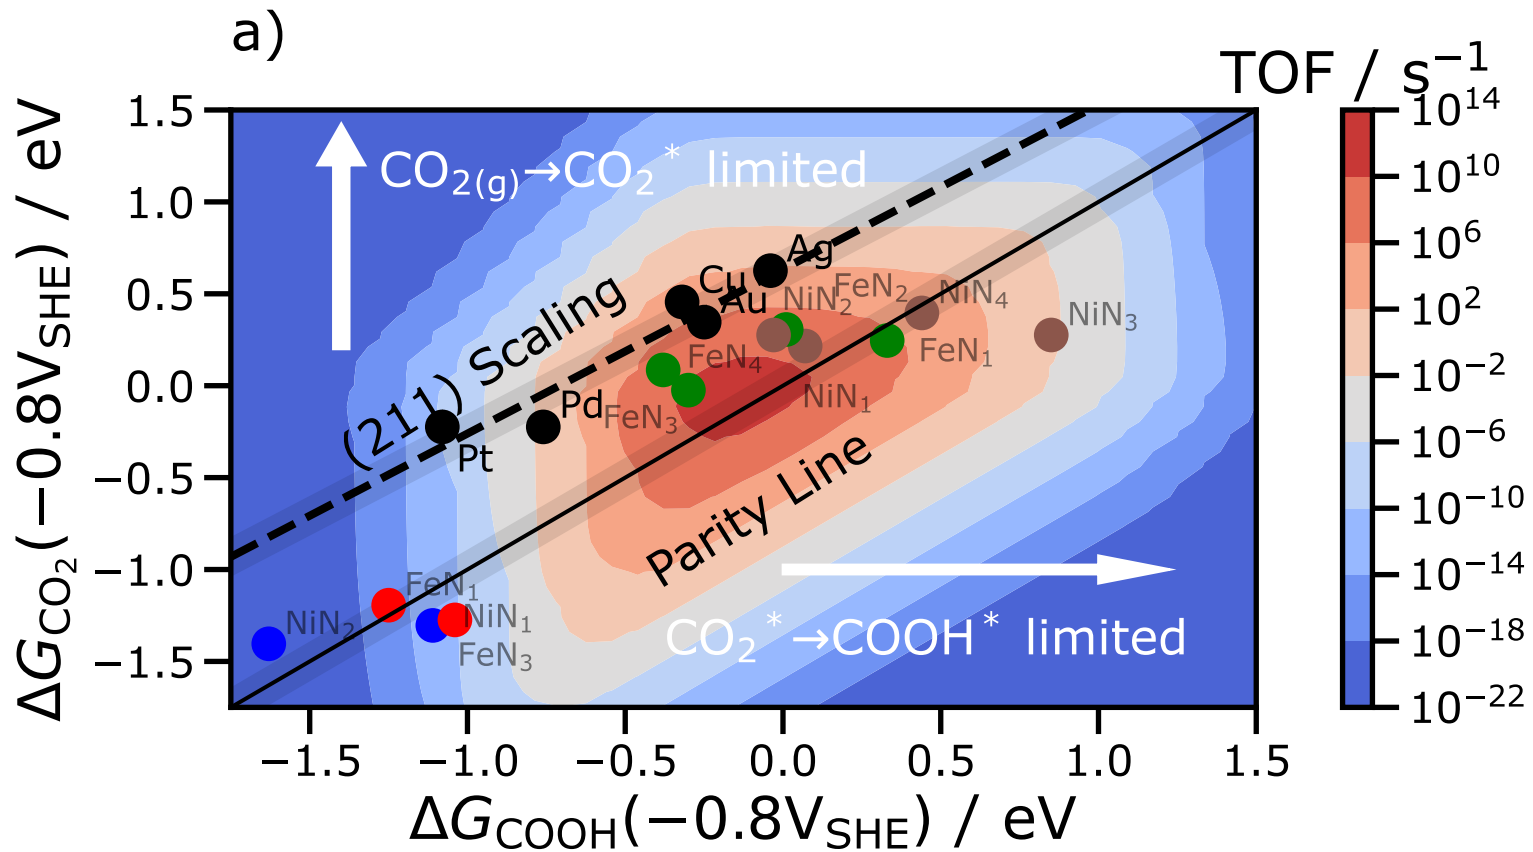 a)
TOF / s⁻¹
10¹⁴
10¹⁰
10⁶
10²
10⁻²
10⁻⁶
10⁻¹⁰
10⁻¹⁴
10⁻¹⁸
10⁻²²
ΔG_CO₂(−0.8V_SHE) / eV
1.5
1.0
0.5
0.0
−0.5
−1.0
−1.5
CO₂(g)→CO₂* limited
(211) Scaling
Ag
Cu
Au
NiN₂
FeN₂
NiN₄
NiN₃
FeN₄
FeN₁
NiN₁
Pd
FeN₃
Pt
Parity Line
FeN₁
NiN₂
NiN₁
FeN₃
CO₂*→COOH* limited
−1.5
−1.0
−0.5
0.0
0.5
1.0
1.5
ΔG_COOH(−0.8V_SHE) / eV